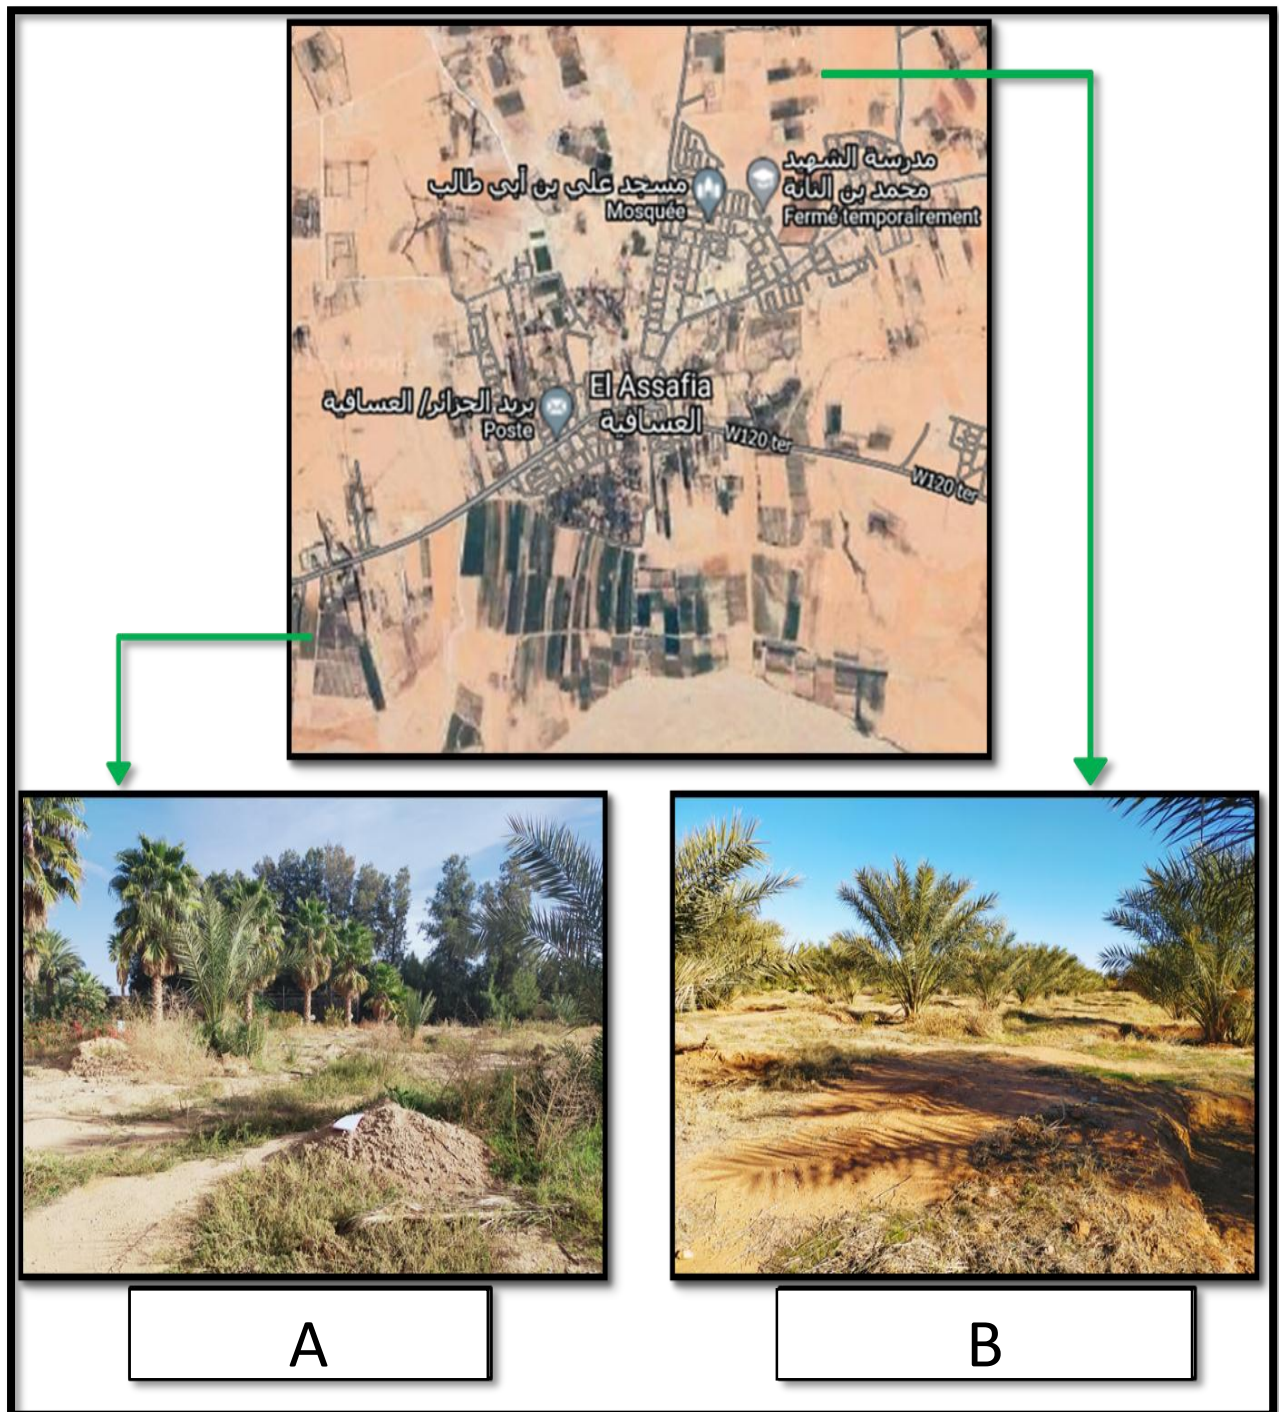 مدرسة الشهيد
محمد بن النانة
Fermé temporairement
مسجد علي بن أبي طالب
Mosquée
El Assafia
العسافية
بريد الجزائر/ العسافية
Poste
W120 ter
W120 ter
A
B